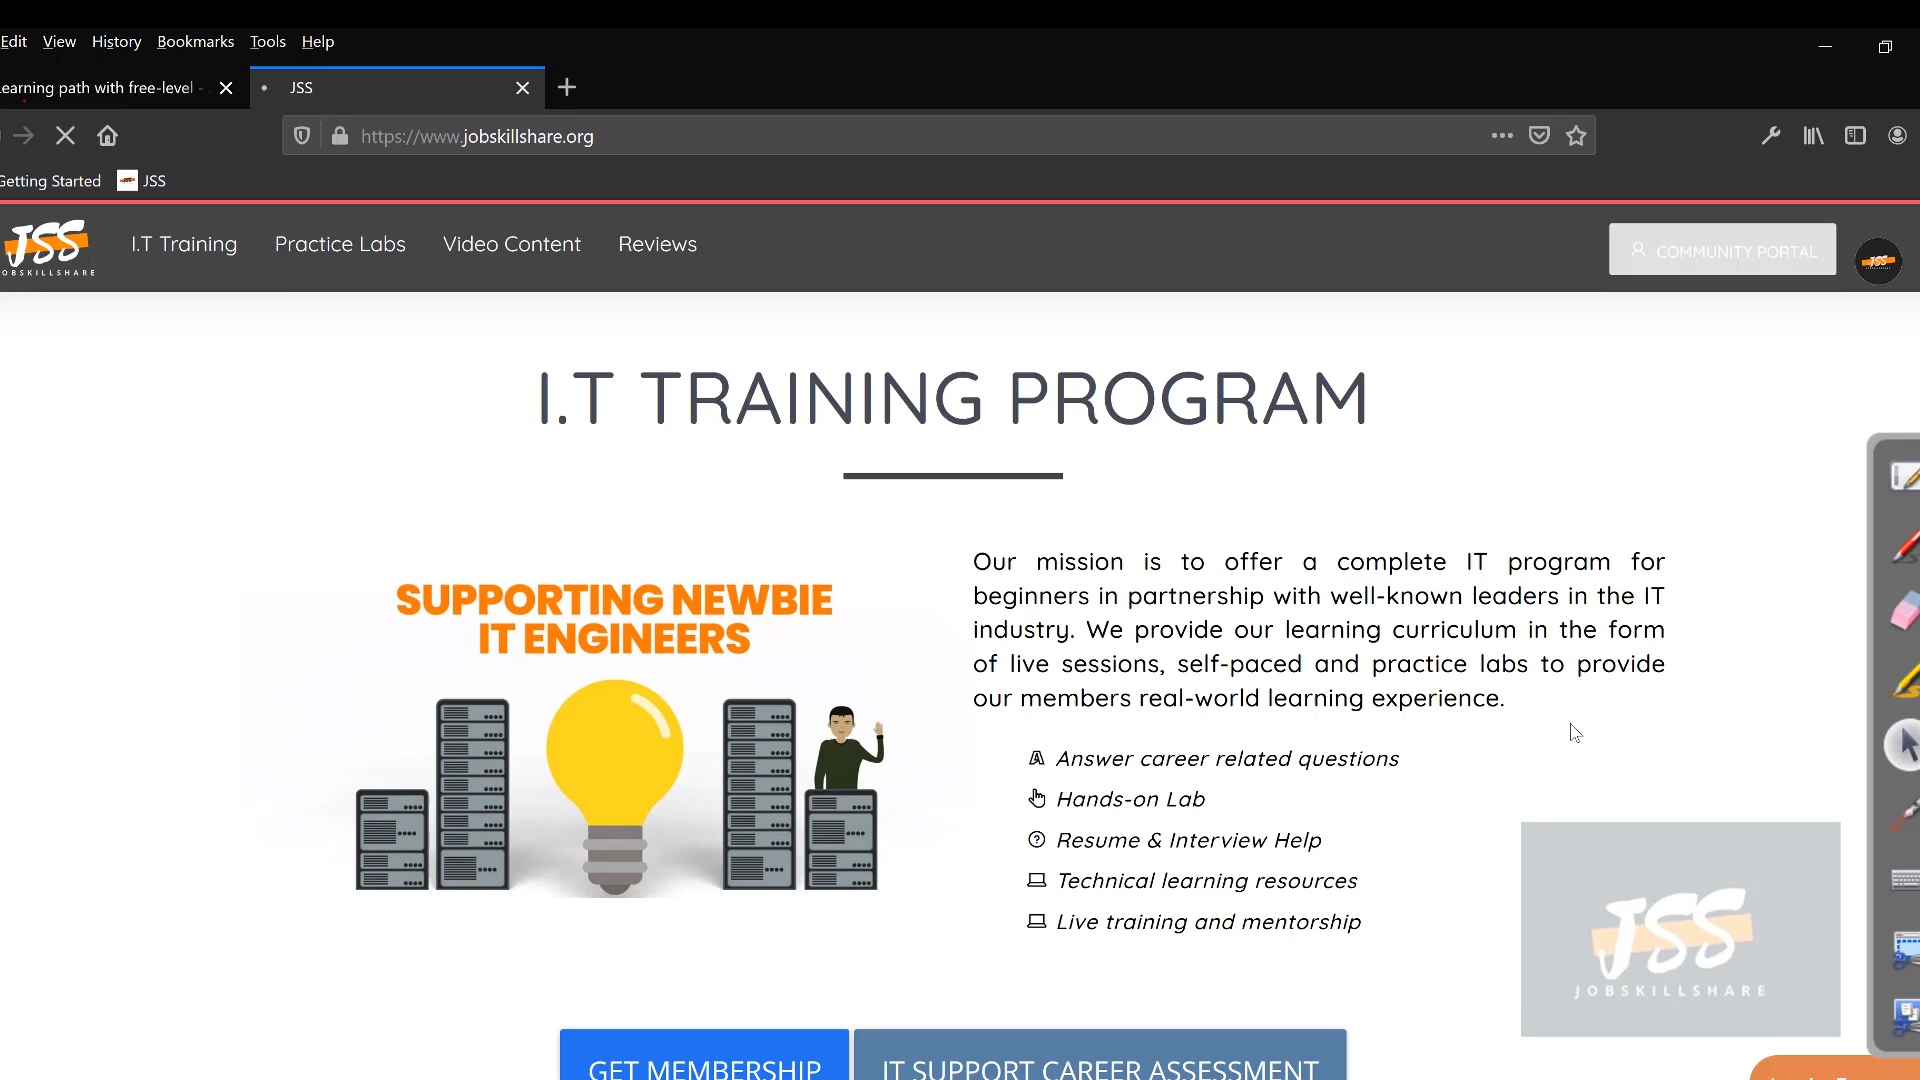 Edit View History Bookmarks Tools Help
earning path with free-level -
JSS
https://www.jobskillshare.org
Getting Started
JSS
JSS
JOBSKILLSHARE
I.T Training
Practice Labs
Video Content
Reviews
COMMUNITY PORTAL
JSS
I.T TRAINING PROGRAM
SUPPORTING NEWBIE
IT ENGINEERS
Our mission is to offer a complete IT program for
beginners in partnership with well-known leaders in the IT
industry. We provide our learning curriculum in the form
of live sessions, self-paced and practice labs to provide
our members real-world learning experience.
Answer career related questions
Hands-on Lab
Resume & Interview Help
Technical learning resources
Live training and mentorship
JSS
JOBSKILLSHARE
GET MEMBERSHIP
IT SUPPORT CAREER ASSESSMENT